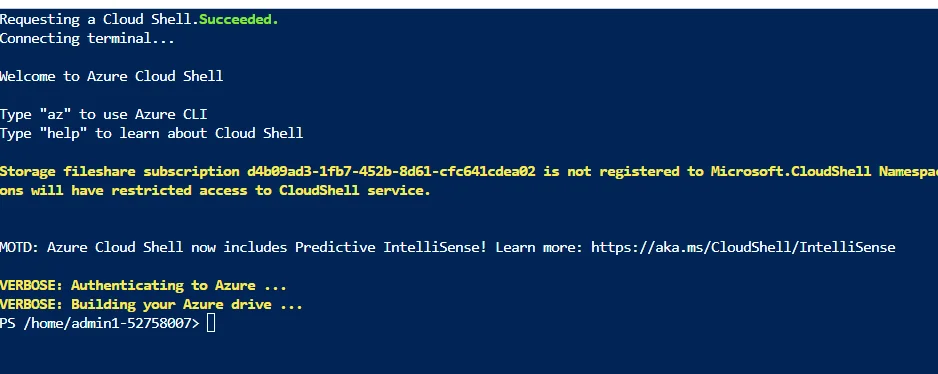 Requesting a Cloud Shell.Succeeded.
Connecting terminal...
Welcome to Azure Cloud Shell
Type "az" to use Azure CLI
Type "help" to learn about Cloud Shell
Storage fileshare subscription d4b09ad3-1fb7-452b-8d61-cfc641cdea02 is not registered to Microsoft.CloudShell Namespac
ons will have restricted access to CloudShell service.
MOTD: Azure Cloud Shell now includes Predictive IntelliSense! Learn more: https://aka.ms/CloudShell/IntelliSense
VERBOSE: Authenticating to Azure ...
VERBOSE: Building your Azure drive ...
PS /home/admin1-52758007>